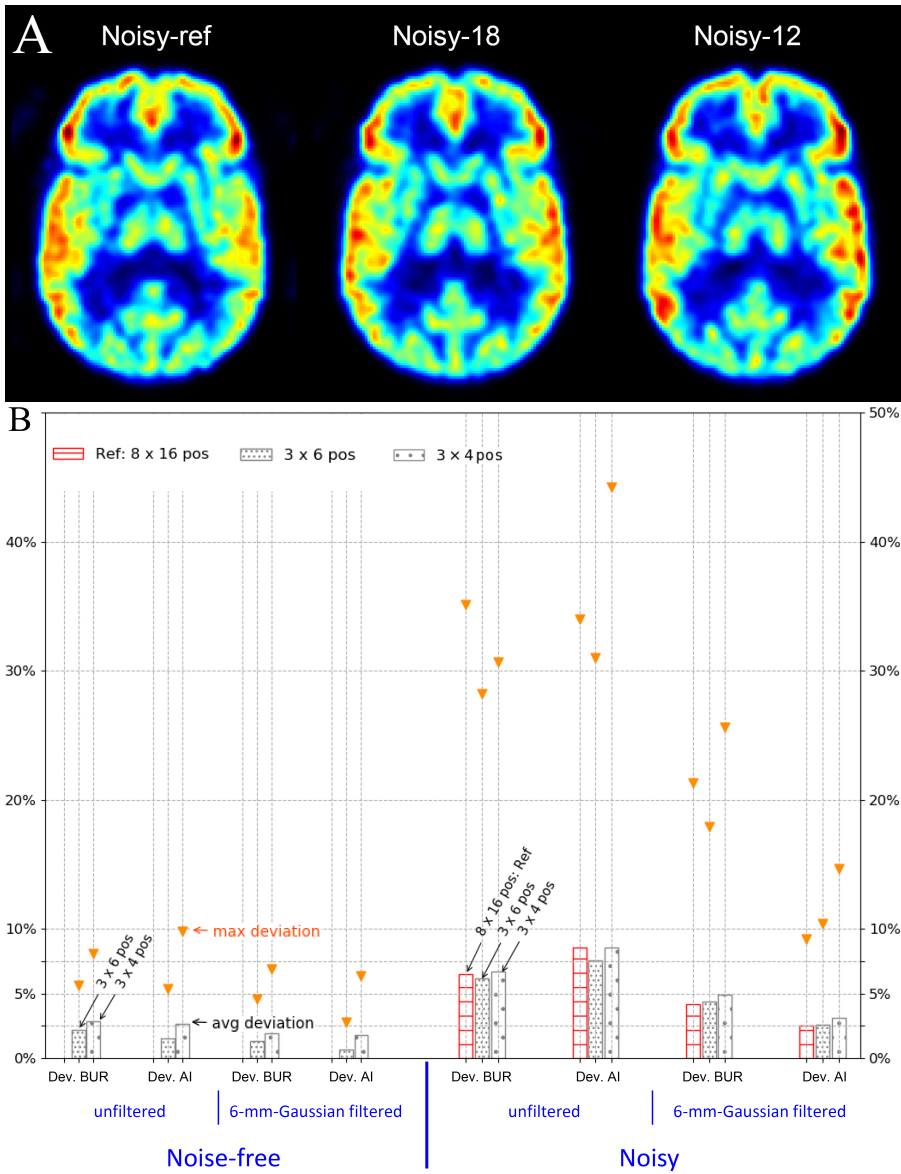 A
Noisy-ref
Noisy-18
Noisy-12
B
50%
Ref: 8 x 16 pos
3 x 6 pos
3 × 4 pos
40%
40%
30%
30%
20%
20%
8 x 16 pos: Ref
3 x 6 pos
3 x 4 pos
10%
max deviation
10%
3 x 6 pos
3 x 4 pos
5%
avg deviation
5%
0%
0%
Dev. BUR
Dev. AI
Dev. BUR
Dev. AI
Dev. BUR
Dev. AI
Dev. BUR
Dev. AI
unfiltered
6-mm-Gaussian filtered
unfiltered
6-mm-Gaussian filtered
Noise-free
Noisy